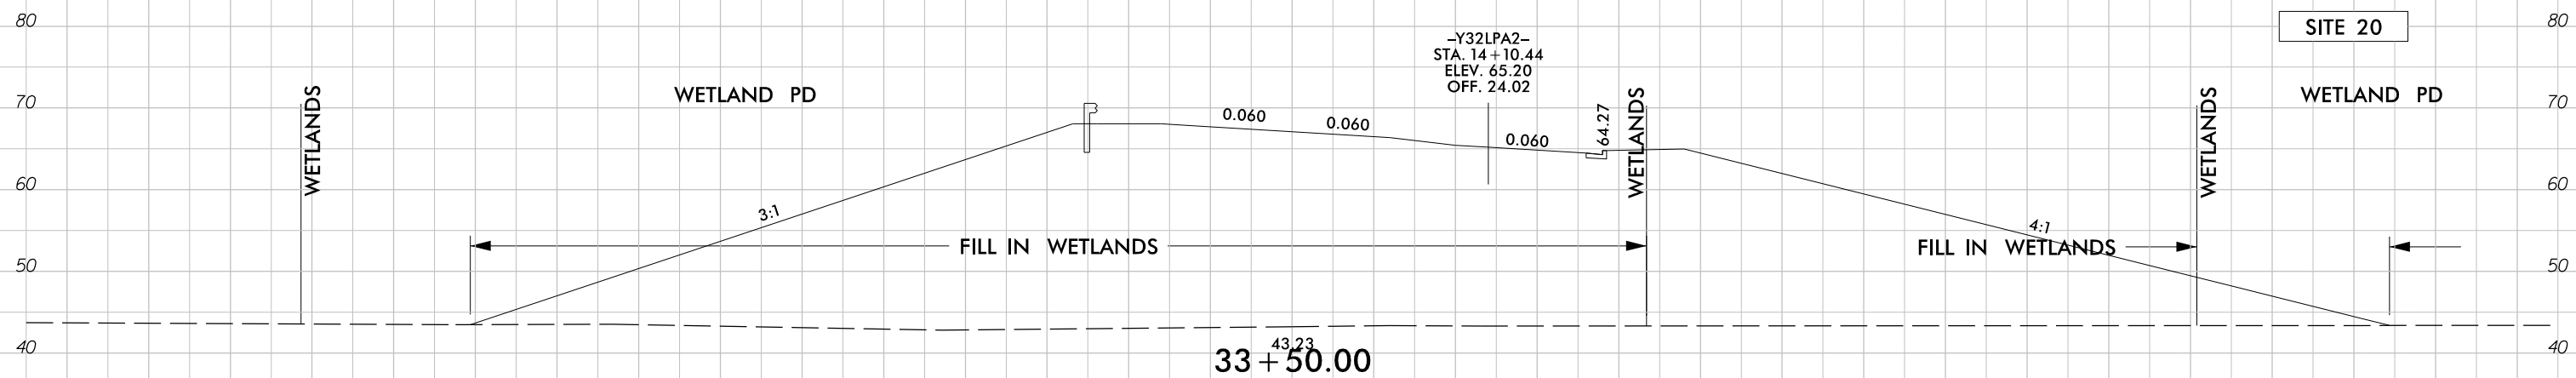 80
80
SITE 20
-Y32LPA2-
STA. 14+10.44
ELEV. 65.20
OFF. 24.02
70
WETLANDS
WETLAND PD
0.060
0.060
0.060
64.27
WETLANDS
WETLANDS
WETLAND PD
70
60
60
3:1
4:1
FILL IN WETLANDS
FILL IN WETLANDS
50
50
40
43.23
33+50.00
40